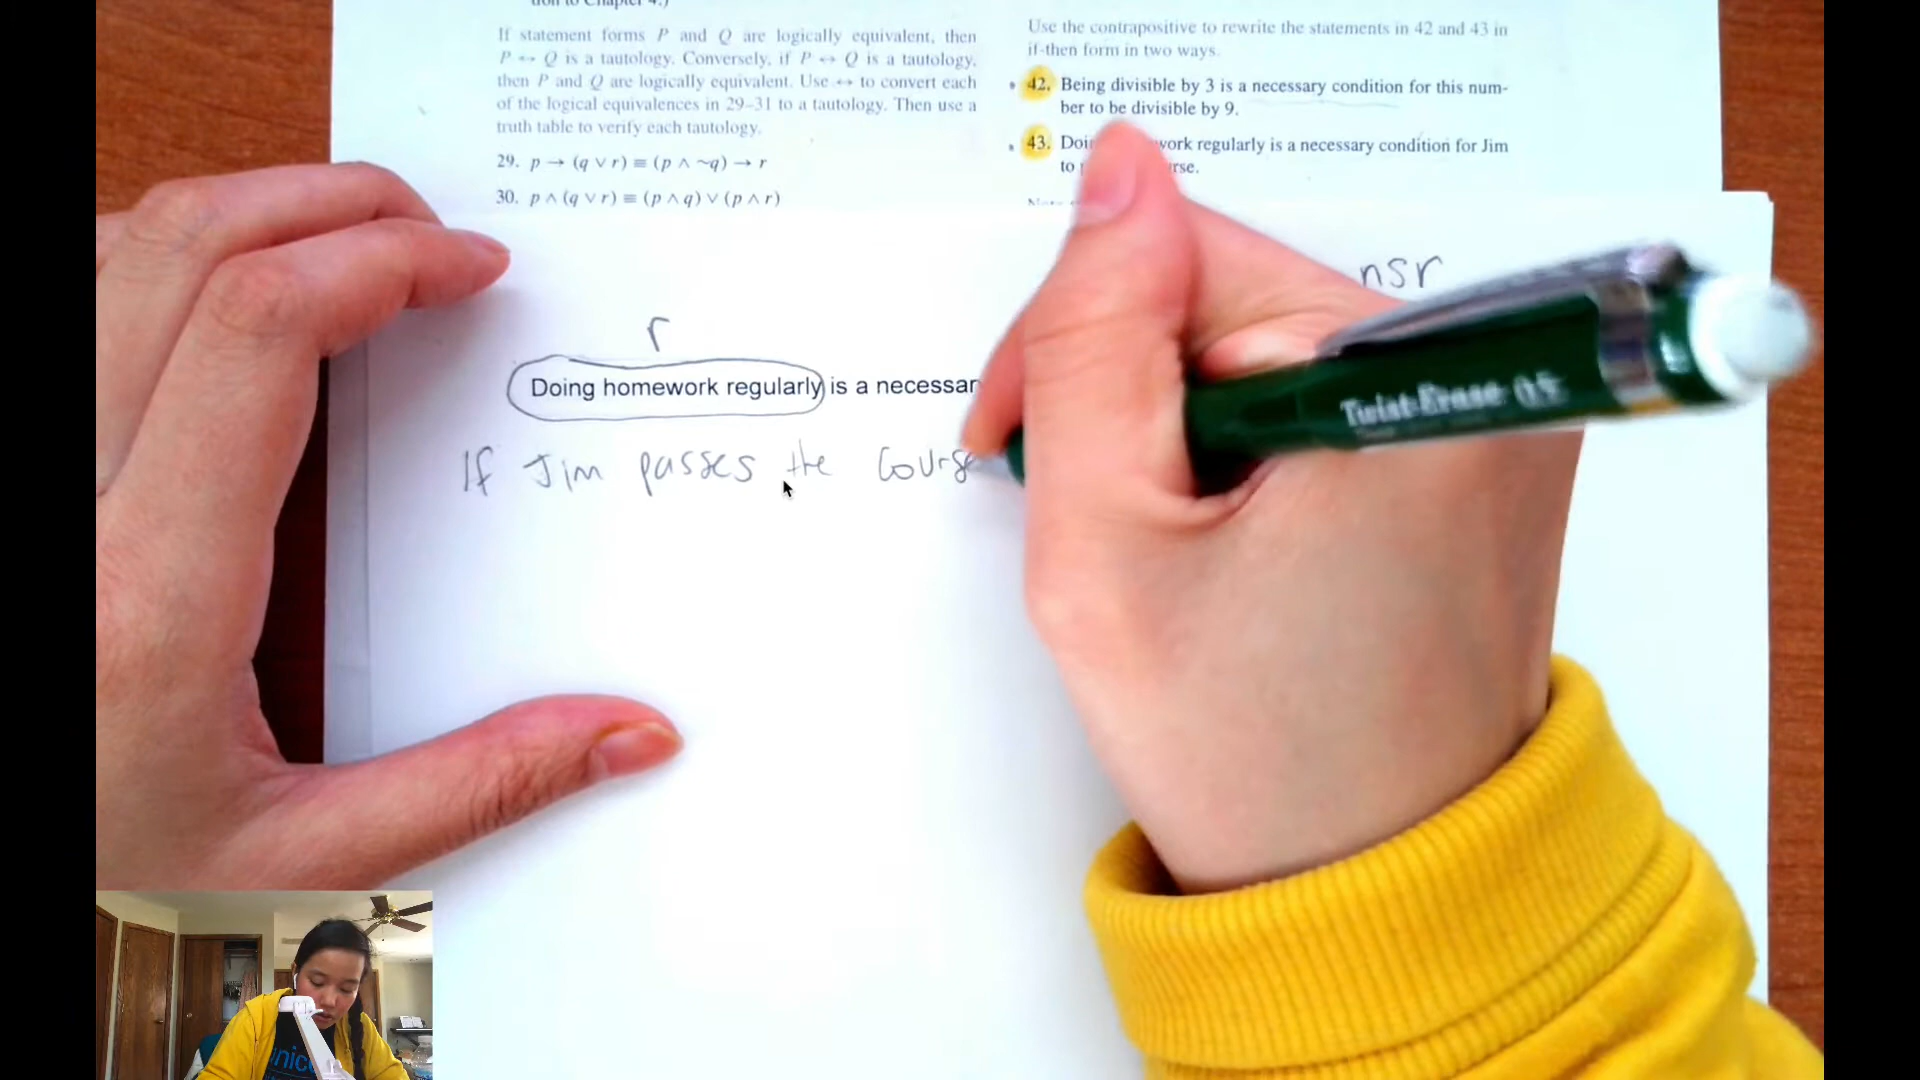 If statement forms P and Q are logically equivalent, then
P ↔ Q is a tautology. Conversely, if P ↔ Q is a tautology,
then P and Q are logically equivalent. Use ↔ to convert each
of the logical equivalences in 29–31 to a tautology. Then use a
truth table to verify each tautology.
29. p → (q ∨ r) ≡ (p ∧ ~q) → r
30. p ∧ (q ∨ r) ≡ (p ∧ q) ∨ (p ∧ r)
Use the contrapositive to rewrite the statements in 42 and 43 in
if-then form in two ways.
42. Being divisible by 3 is a necessary condition for this num-
ber to be divisible by 9.
43. regularly is a necessary condition for Jim
to
nsr
r
Doing homework regularly is a
If Jim passes the
Twist-Erase 0.5